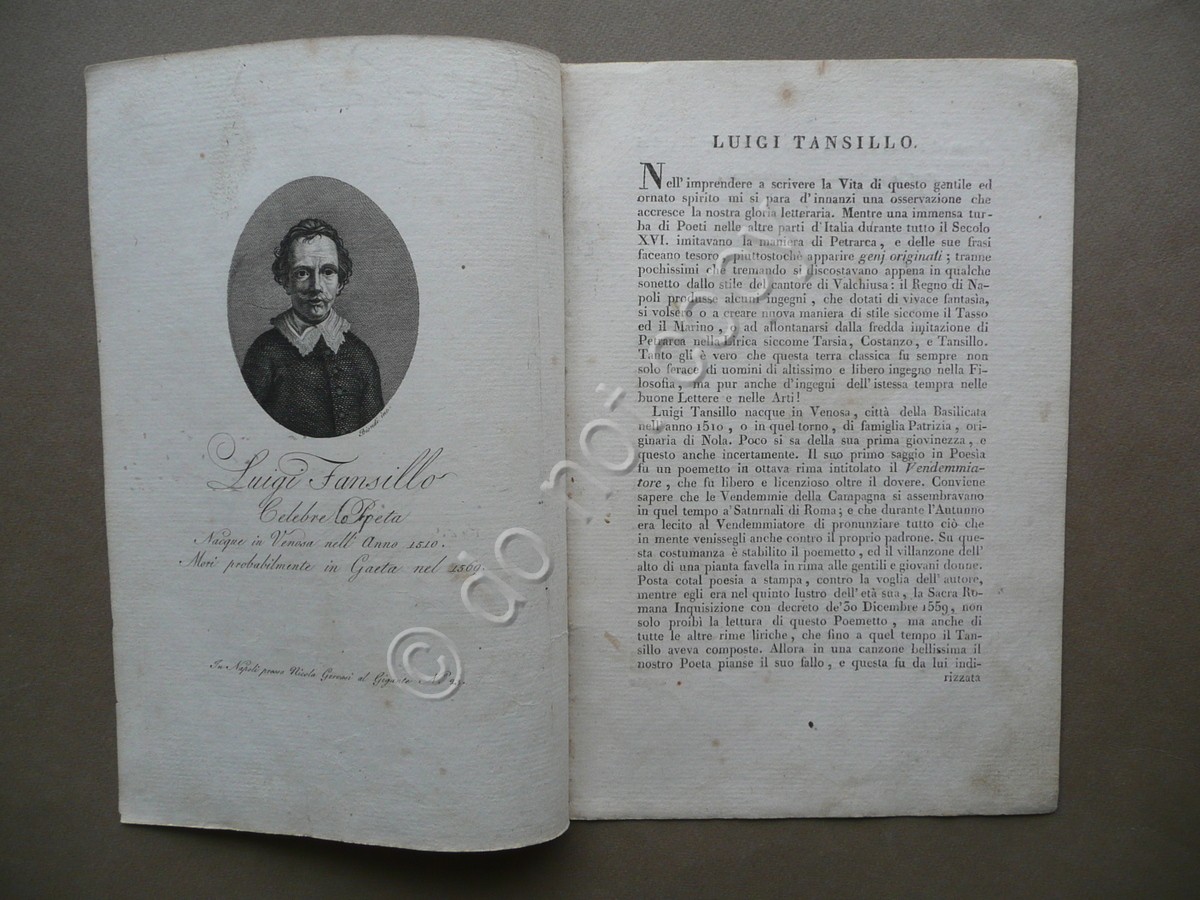 Luigi Tansillo
Celebre Poeta
Nacque in Venosa nell' Anno 1510.
Morì probabilmente in Gaeta nel 1569.
In Napoli presso Nicola Gervasi al Gigante
LUIGI TANSILLO.
Nell' imprendere a scrivere la Vita di questo gentile ed
ornato spirito mi si para d'innanzi una osservazione che
accresce la nostra gloria letteraria. Mentre una immensa tur-
ba di Poeti nelle altre parti d'Italia durante tutto il Secolo
XVI. imitavano la maniera di Petrarca, e delle sue frasi
faceano tesoro, piuttostochè apparire genj originali; tranne
pochissimi che tremando si discostavano appena in qualche
sonetto dallo stile del cantore di Valchiusa: il Regno di Na-
poli produsse alcuni ingegni, che dotati di vivace fantasia,
si volsero o a creare nuova maniera di stile siccome il Tasso
ed il Marino, o ad allontanarsi dalla fredda imitazione di
Petrarca nella Lirica siccome Tarsia, Costanzo, e Tansillo.
Tanto gli è vero che questa terra classica fu sempre non
solo ferace di uomini di altissimo e libero ingegno nella Fi-
losofia, ma pur anche d'ingegni dell'istessa tempra nelle
buone Lettere e nelle Arti!
Luigi Tansillo nacque in Venosa, città della Basilicata
nell'anno 1510, o in quel torno, di famiglia Patrizia, ori-
ginaria di Nola. Poco si sa della sua prima giovinezza, e
questo anche incertamente. Il suo primo saggio in Poesia
fu un poemetto in ottava rima intitolato il Vendemmia-
tore, che fu libero e licenzioso oltre il dovere. Conviene
sapere che le Vendemmie della Campagna si assembravano
in quel tempo a'Saturnali di Roma; e che durante l'Autunno
era lecito al Vendemmiatore di pronunziare tutto ciò che
in mente venissegli anche contro il proprio padrone. Su que-
sta costumanza è stabilito il poemetto, ed il villanzone dell'
alto di una pianta favella in rima alle gentili e giovani donne.
Posta cotal poesia a stampa, contro la voglia dell'autore,
mentre egli era nel quinto lustro dell'età sua, la Sacra Ro-
mana Inquisizione con decreto de'30 Dicembre 1559, non
solo proibì la lettura di questo Poemetto, ma anche di
tutte le altre rime liriche, che fino a quel tempo il Tan-
sillo aveva composte. Allora in una canzone bellissima il
nostro Poeta pianse il suo fallo, e questa fu da lui indi-
rizzata